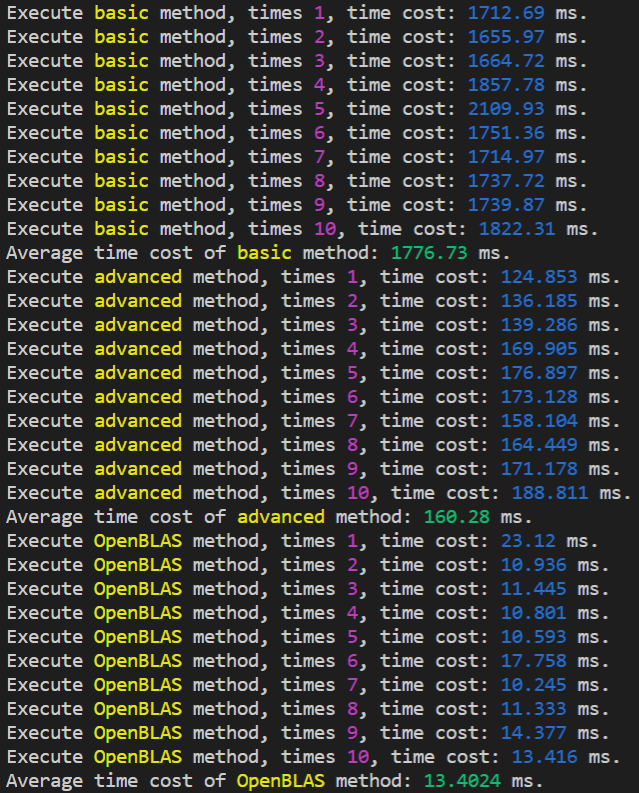 Execute basic method, times 1, time cost: 1712.69 ms.
Execute basic method, times 2, time cost: 1655.97 ms.
Execute basic method, times 3, time cost: 1664.72 ms.
Execute basic method, times 4, time cost: 1857.78 ms.
Execute basic method, times 5, time cost: 2109.93 ms.
Execute basic method, times 6, time cost: 1751.36 ms.
Execute basic method, times 7, time cost: 1714.97 ms.
Execute basic method, times 8, time cost: 1737.72 ms.
Execute basic method, times 9, time cost: 1739.87 ms.
Execute basic method, times 10, time cost: 1822.31 ms.
Average time cost of basic method: 1776.73 ms.
Execute advanced method, times 1, time cost: 124.853 ms.
Execute advanced method, times 2, time cost: 136.185 ms.
Execute advanced method, times 3, time cost: 139.286 ms.
Execute advanced method, times 4, time cost: 169.905 ms.
Execute advanced method, times 5, time cost: 176.897 ms.
Execute advanced method, times 6, time cost: 173.128 ms.
Execute advanced method, times 7, time cost: 158.104 ms.
Execute advanced method, times 8, time cost: 164.449 ms.
Execute advanced method, times 9, time cost: 171.178 ms.
Execute advanced method, times 10, time cost: 188.811 ms.
Average time cost of advanced method: 160.28 ms.
Execute OpenBLAS method, times 1, time cost: 23.12 ms.
Execute OpenBLAS method, times 2, time cost: 10.936 ms.
Execute OpenBLAS method, times 3, time cost: 11.445 ms.
Execute OpenBLAS method, times 4, time cost: 10.801 ms.
Execute OpenBLAS method, times 5, time cost: 10.593 ms.
Execute OpenBLAS method, times 6, time cost: 17.758 ms.
Execute OpenBLAS method, times 7, time cost: 10.245 ms.
Execute OpenBLAS method, times 8, time cost: 11.333 ms.
Execute OpenBLAS method, times 9, time cost: 14.377 ms.
Execute OpenBLAS method, times 10, time cost: 13.416 ms.
Average time cost of OpenBLAS method: 13.4024 ms.